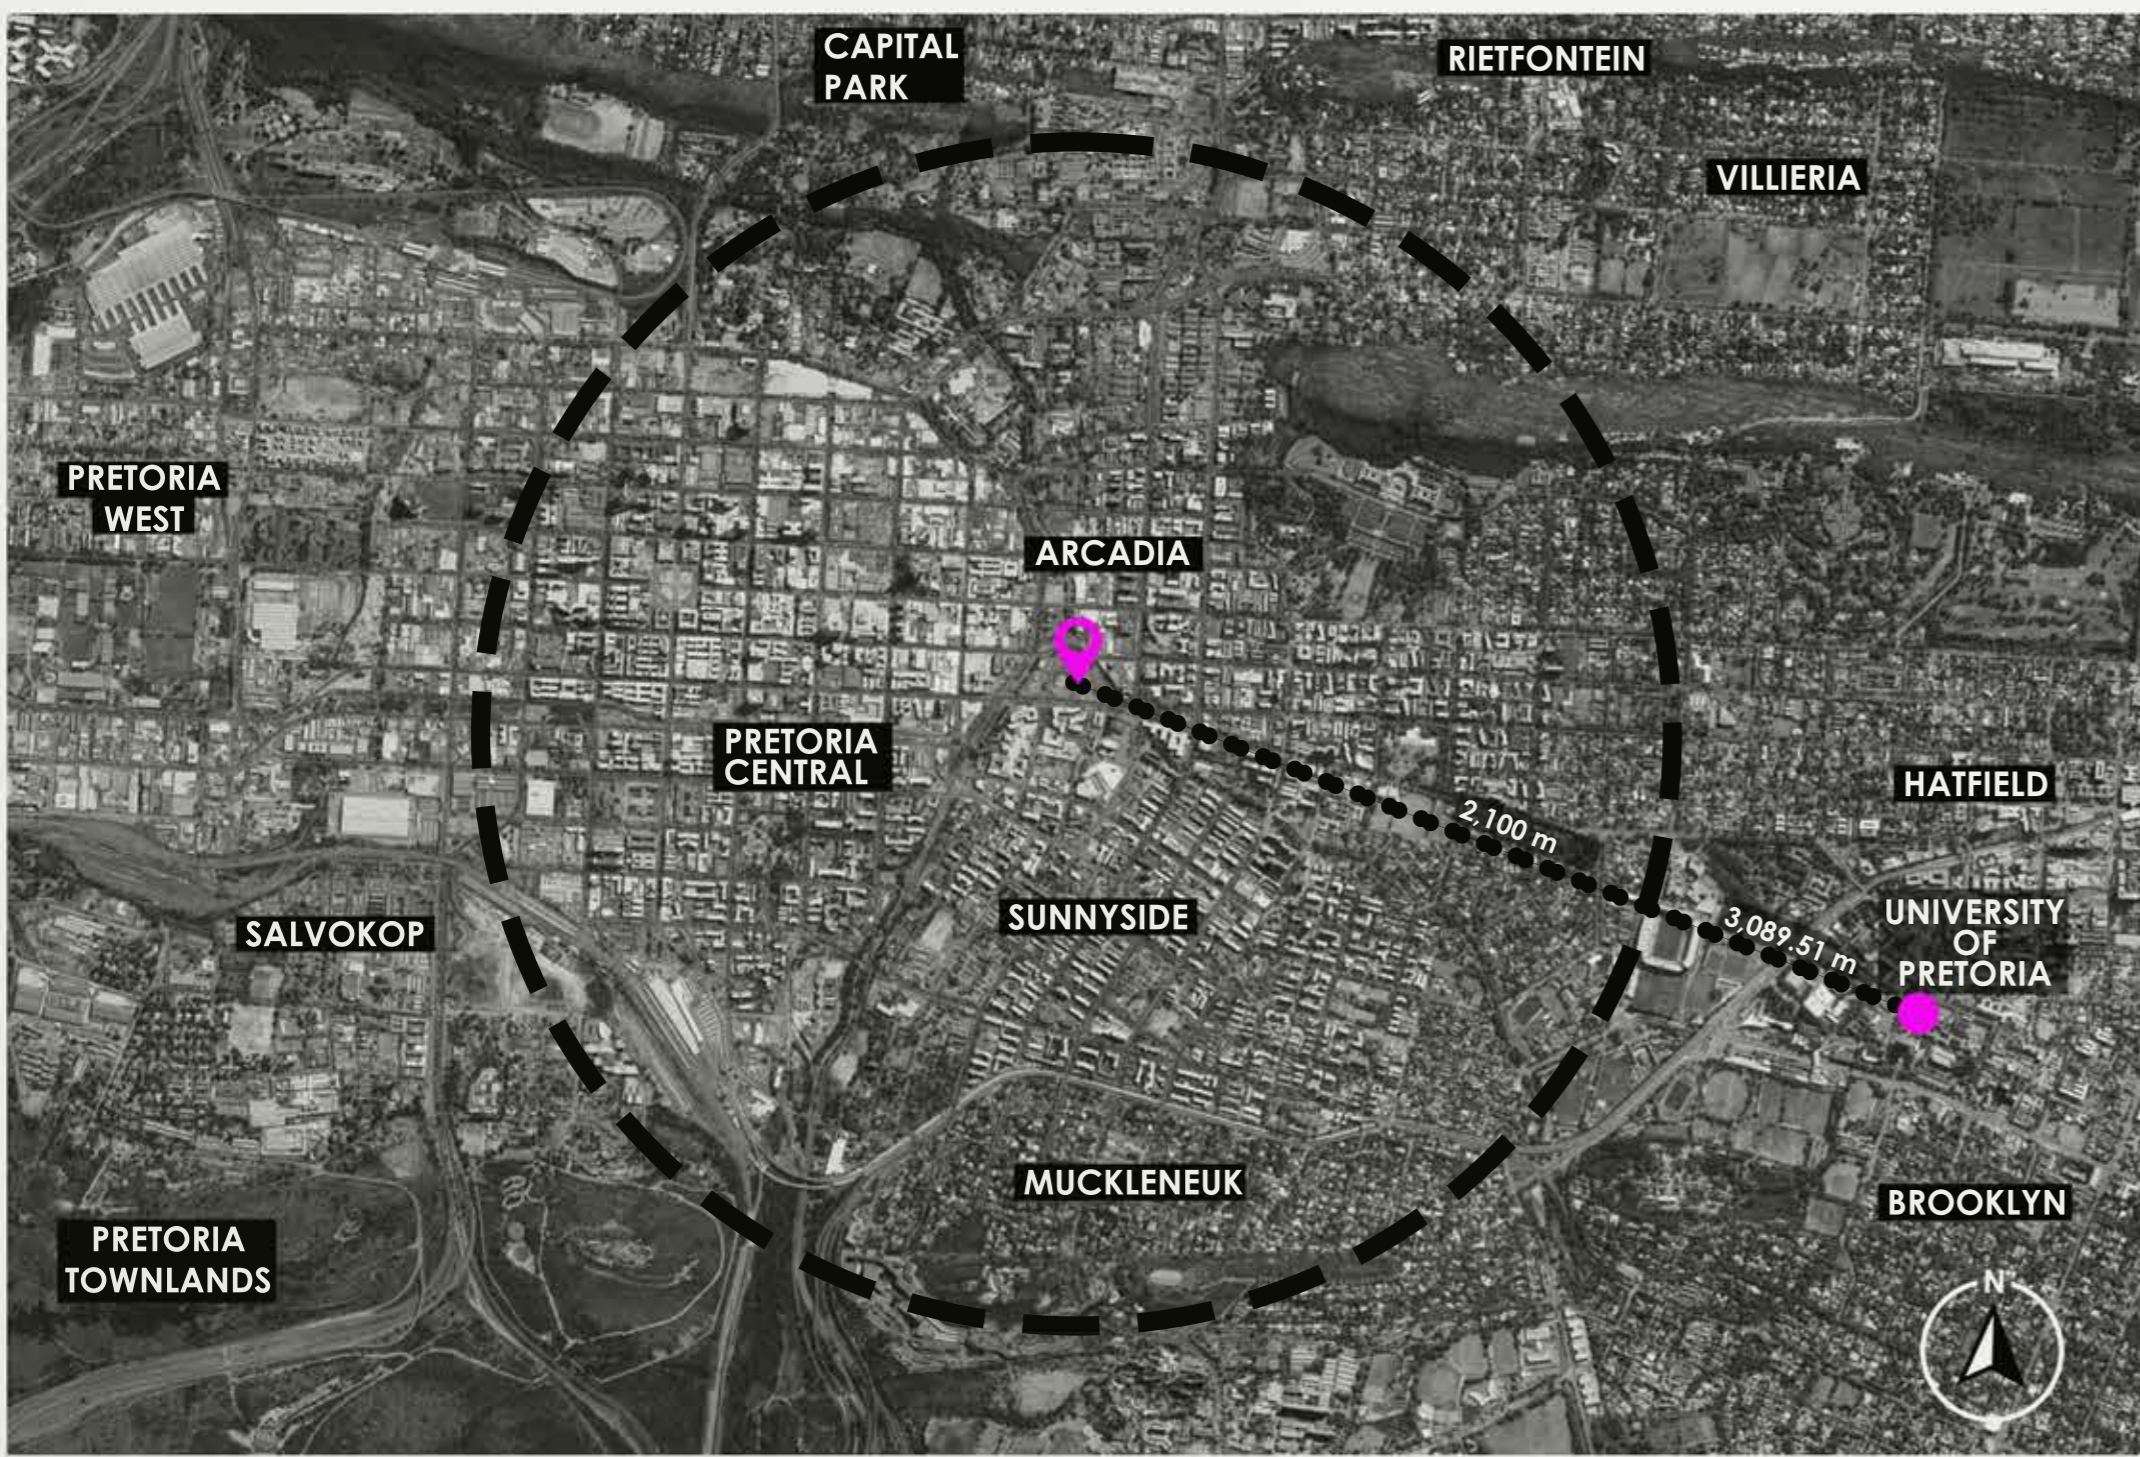 CAPITAL
PARK
RIETFONTEIN
VILLIERIA
PRETORIA
WEST
ARCADIA
PRETORIA
CENTRAL
HATFIELD
2,100 m
SALVOKOP
SUNNYSIDE
3,089.51 m
UNIVERSITY
OF
PRETORIA
MUCKLENEUK
BROOKLYN
PRETORIA
TOWNLANDS
N